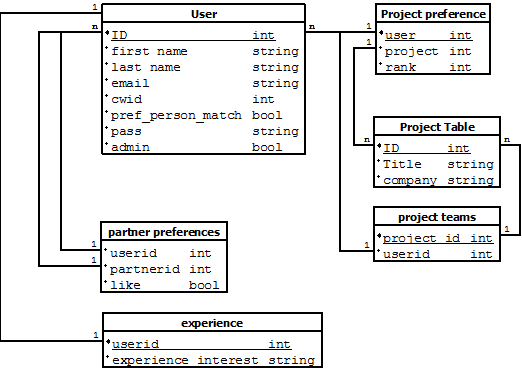 User
ID int
first name string
last name string
email string
cwid int
pref_person_match bool
pass string
admin bool
Project preference
user int
project int
rank int
Project Table
ID int
Title string
company string
project teams
project id int
userid int
partner preferences
userid int
partnerid int
like bool
experience
userid int
experience interest string
1
n
n
1
1
n
n
1
1
1
1
1